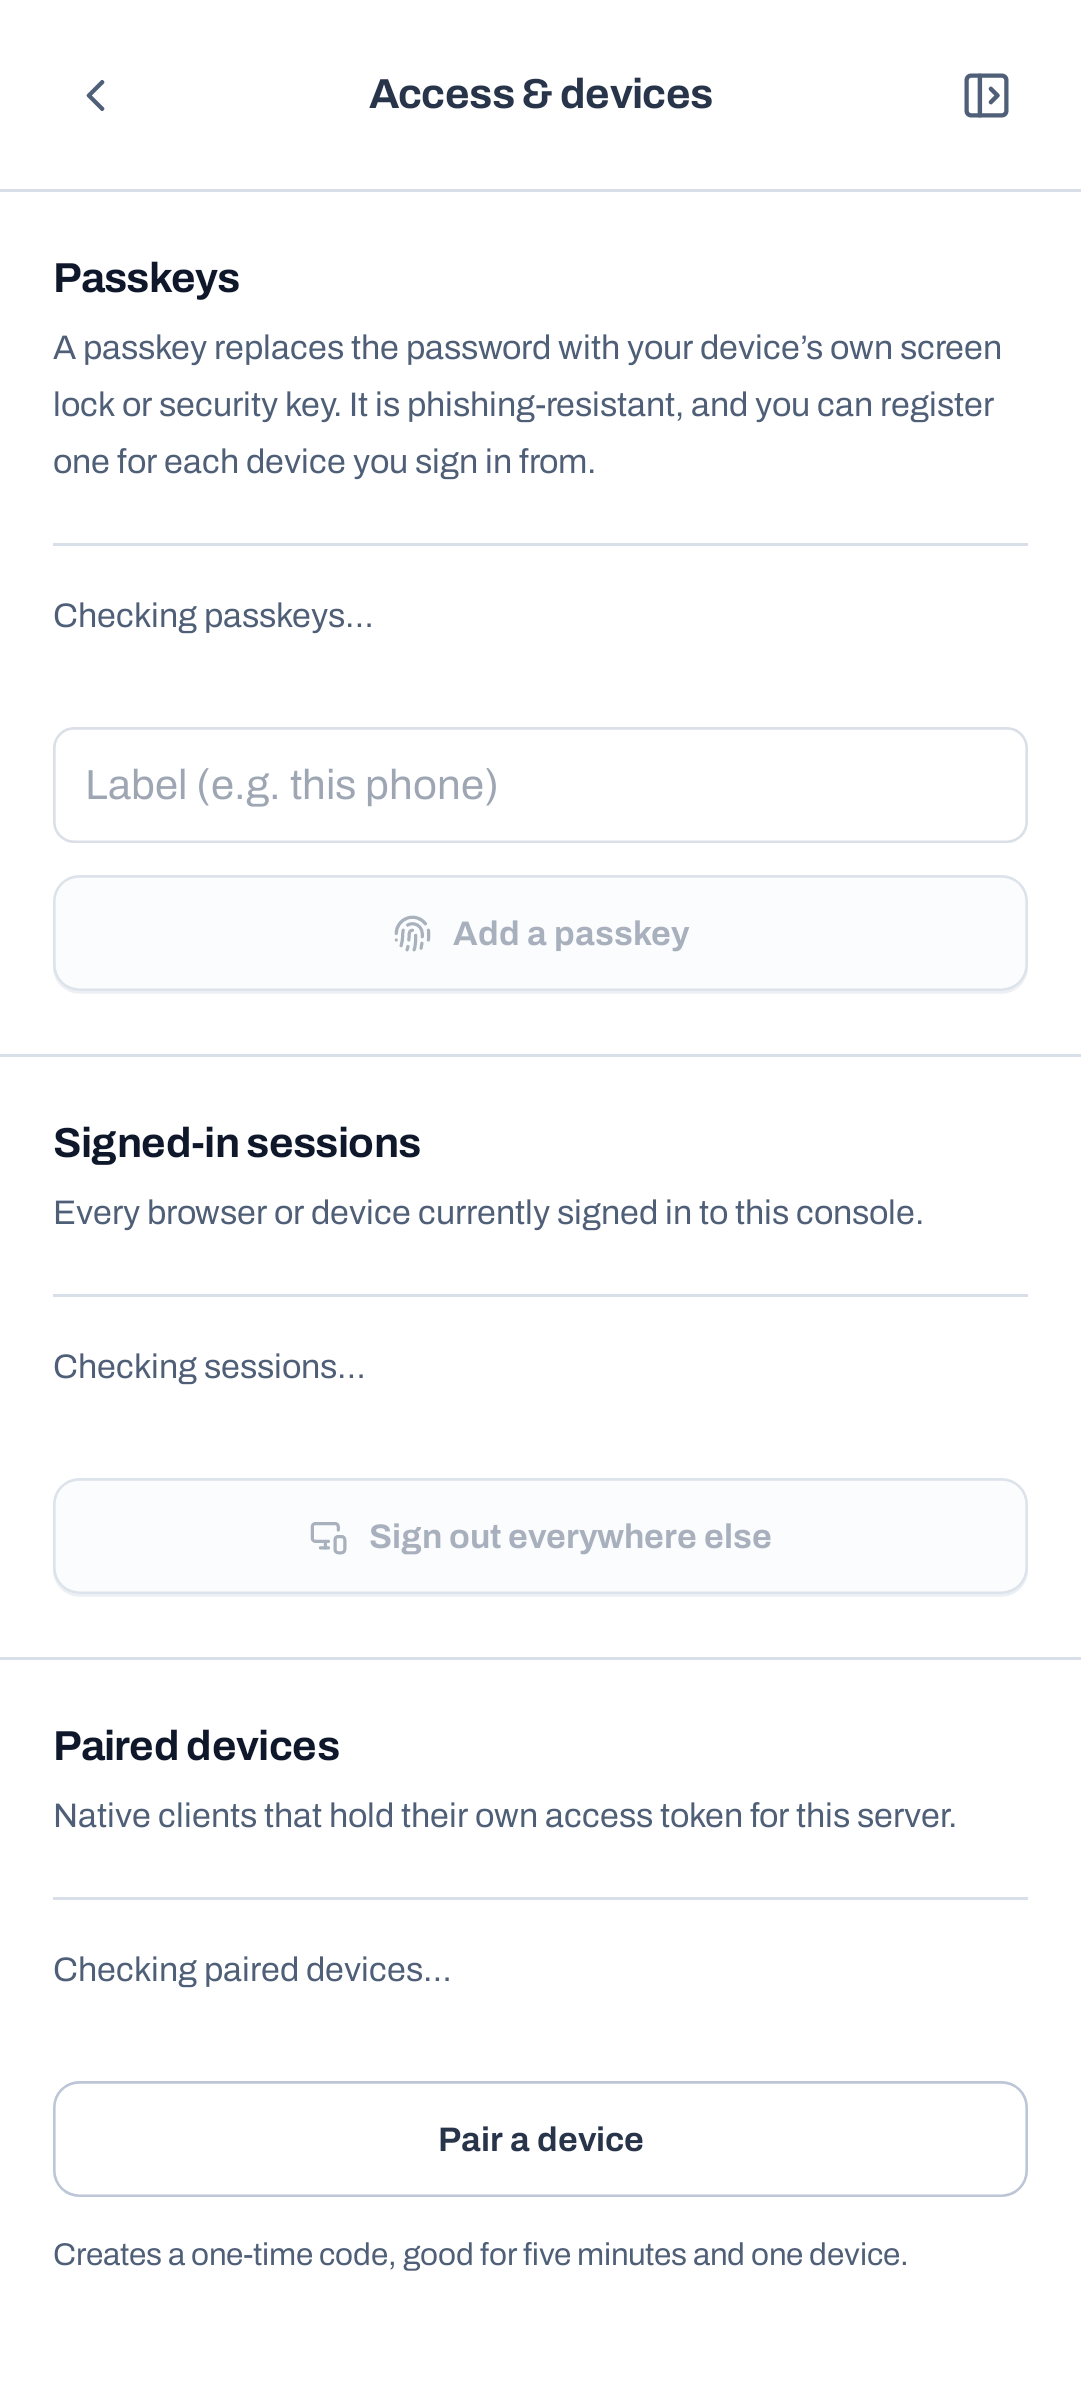 Access & devices
Passkeys
A passkey replaces the password with your device’s own screen
lock or security key. It is phishing-resistant, and you can register
one for each device you sign in from.
Checking passkeys...
Label (e.g. this phone)
Add a passkey
Signed-in sessions
Every browser or device currently signed in to this console.
Checking sessions...
Sign out everywhere else
Paired devices
Native clients that hold their own access token for this server.
Checking paired devices...
Pair a device
Creates a one-time code, good for five minutes and one device.